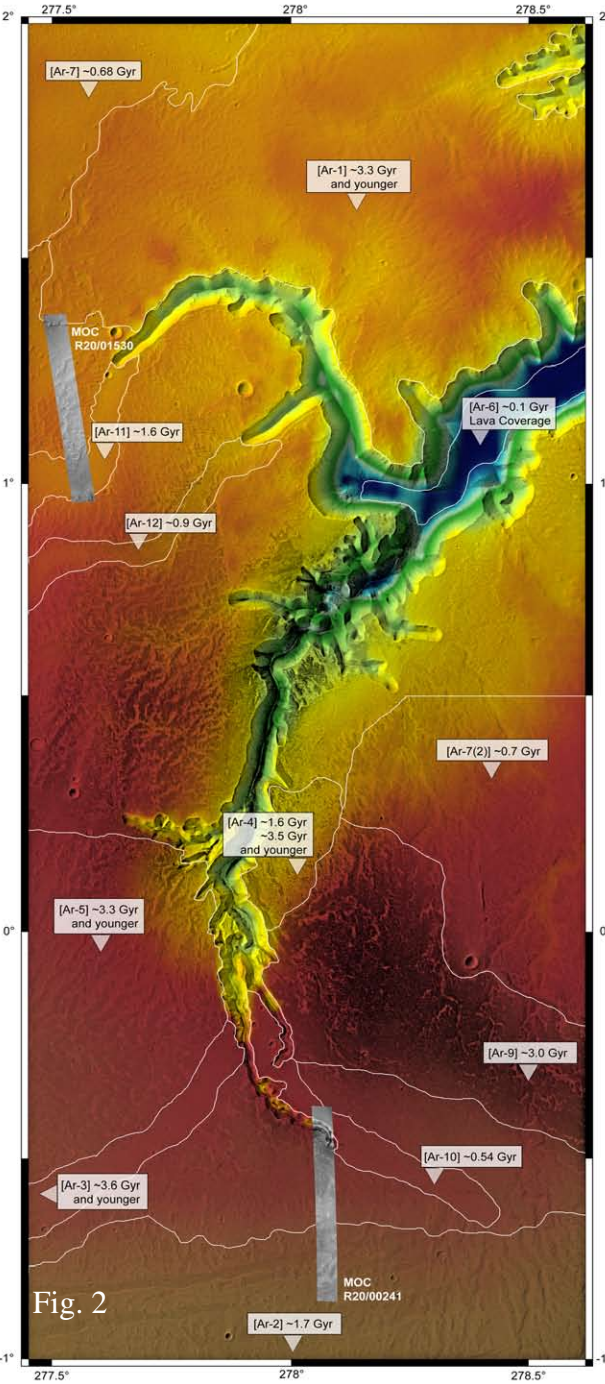 277.5° 278° 278.5°
2° 2
[Ar-7] ~0.68 Gyr
[Ar-1] ~3.3 Gyr
and younger
MOC
R20/01530
[Ar-6] ~0.1 Gyr
Lava Coverage
[Ar-11] ~1.6 Gyr
1° 1
[Ar-12] ~0.9 Gyr
[Ar-7(2)] ~0.7 Gyr
[Ar-4] ~1.6 Gyr
~3.5 Gyr
and younger
[Ar-5] ~3.3 Gyr
and younger
0° 0
[Ar-9] ~3.0 Gyr
[Ar-10] ~0.54 Gyr
[Ar-3] ~3.6 Gyr
and younger
MOC
R20/00241
Fig. 2
[Ar-2] ~1.7 Gyr
-1° -1
277.5° 278° 278.5°